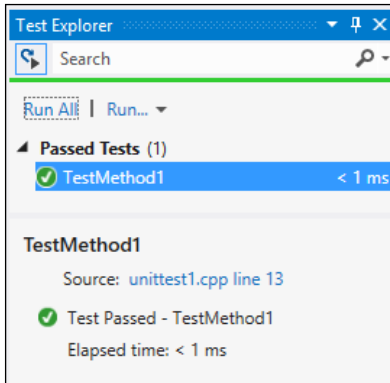 Test Explorer
Search
Run All | Run...
Passed Tests (1)
TestMethod1 < 1 ms
TestMethod1
Source: unittest1.cpp line 13
Test Passed - TestMethod1
Elapsed time: < 1 ms